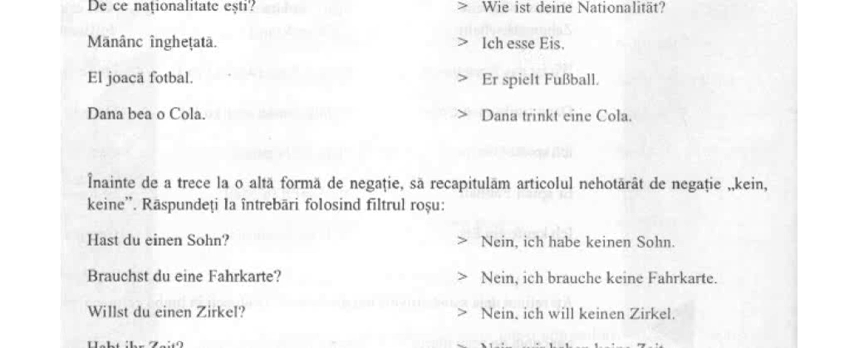 De ce naționalitate ești? > Wie ist deine Nationalität?
Mănânc înghețată. > Ich esse Eis.
El joacă fotbal. > Er spielt Fußball.
Dana bea o Cola. > Dana trinkt eine Cola.
Înainte de a trece la o altă formă de negație, să recapitulăm articolul nehotărât de negație „kein,
keine”. Răspundeți la întrebări folosind filtrul roșu:
Hast du einen Sohn? > Nein, ich habe keinen Sohn.
Brauchst du eine Fahrkarte? > Nein, ich brauche keine Fahrkarte.
Willst du einen Zirkel? > Nein, ich will keinen Zirkel.
Habt ihr Zeit? > Nein, wir haben keine Zeit.